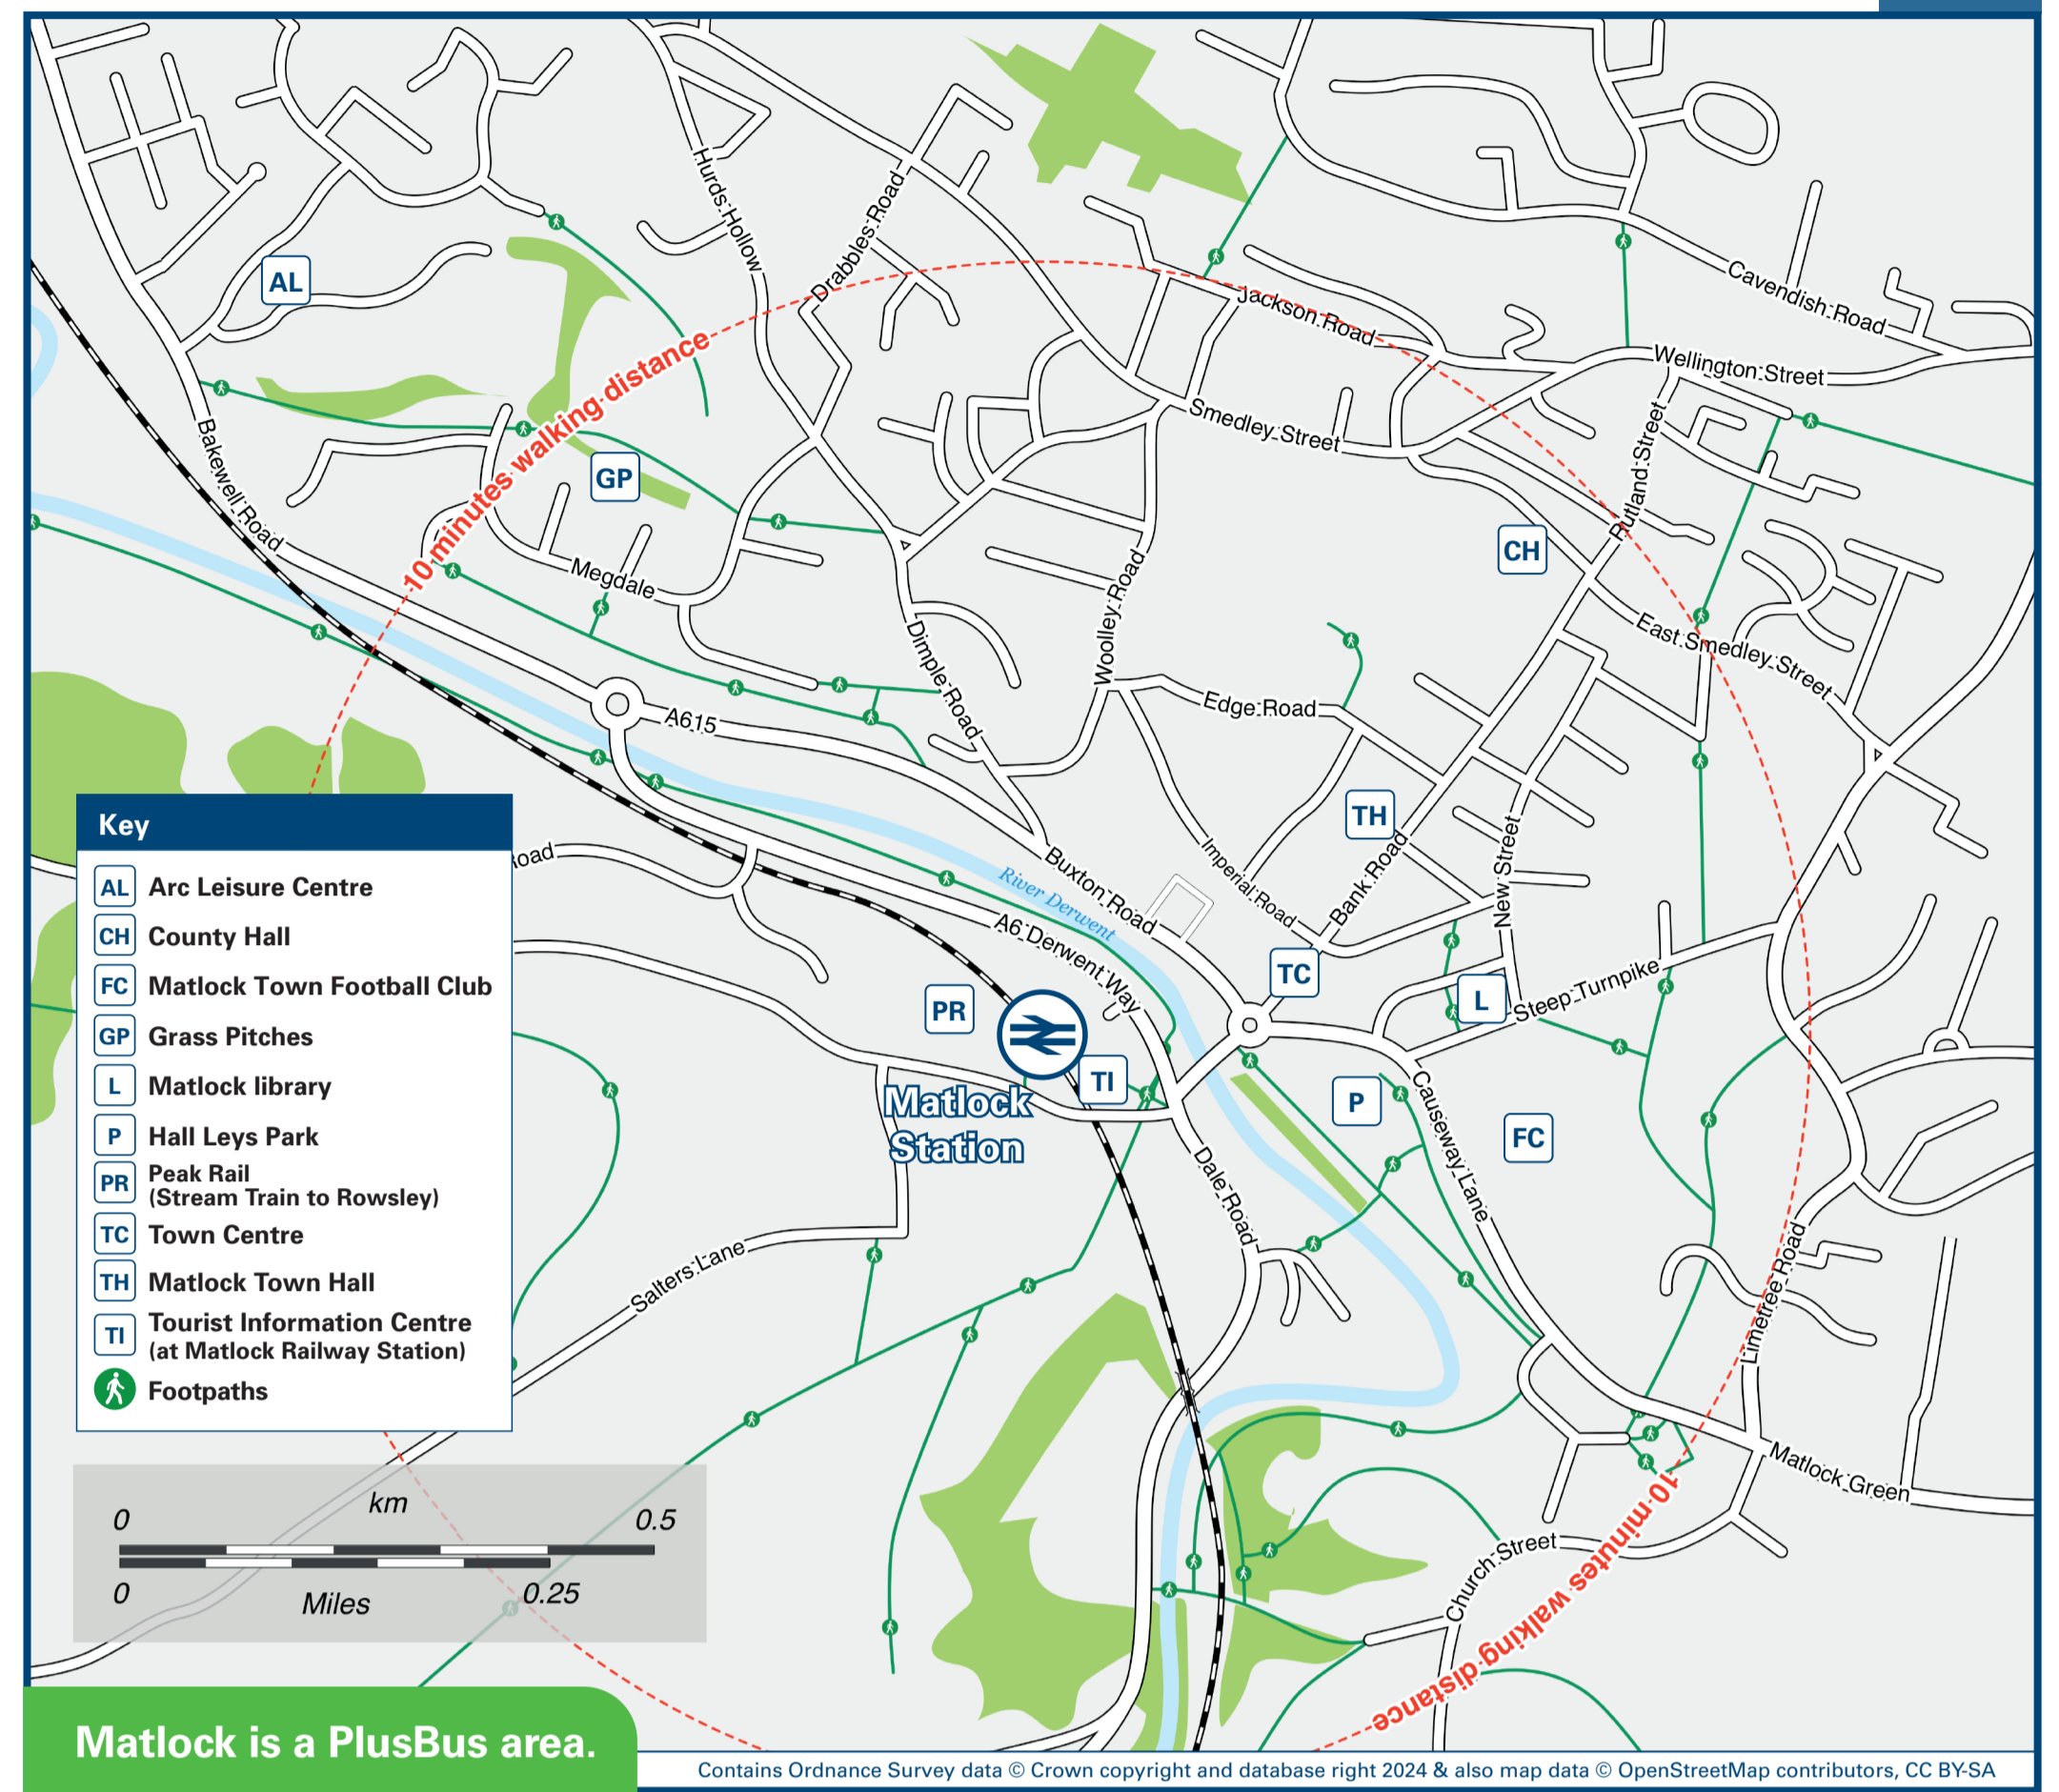 Hurds Hollow
Drabbles Road
AL
Jackson Road
Cavendish Road
Wellington Street
10 minutes walking distance
Smedley Street
Rutland Street
Bakewell Road
GP
CH
Megdale
Woolley Road
Dimple Road
East Smedley Street
Edge Road
A615
TH
Imperial Road
Bank Road
New Street
Buxton Road
River Derwent
A6 Derwent Way
TC
L
Steep Turnpike
PR
TI
P
FC
Matlock
Station
Causeway Lane
Dale Road
Salters Lane
Limetree Road
Matlock Green
Church Street
10 minutes walking distance
Key
AL Arc Leisure Centre
CH County Hall
FC Matlock Town Football Club
GP Grass Pitches
L Matlock library
P Hall Leys Park
PR Peak Rail
(Stream Train to Rowsley)
TC Town Centre
TH Matlock Town Hall
TI Tourist Information Centre
(at Matlock Railway Station)
Footpaths
km
0 0.5
0 0.25
Miles
Matlock is a PlusBus area.
Contains Ordnance Survey data © Crown copyright and database right 2024 & also map data © OpenStreetMap contributors, CC BY-SA